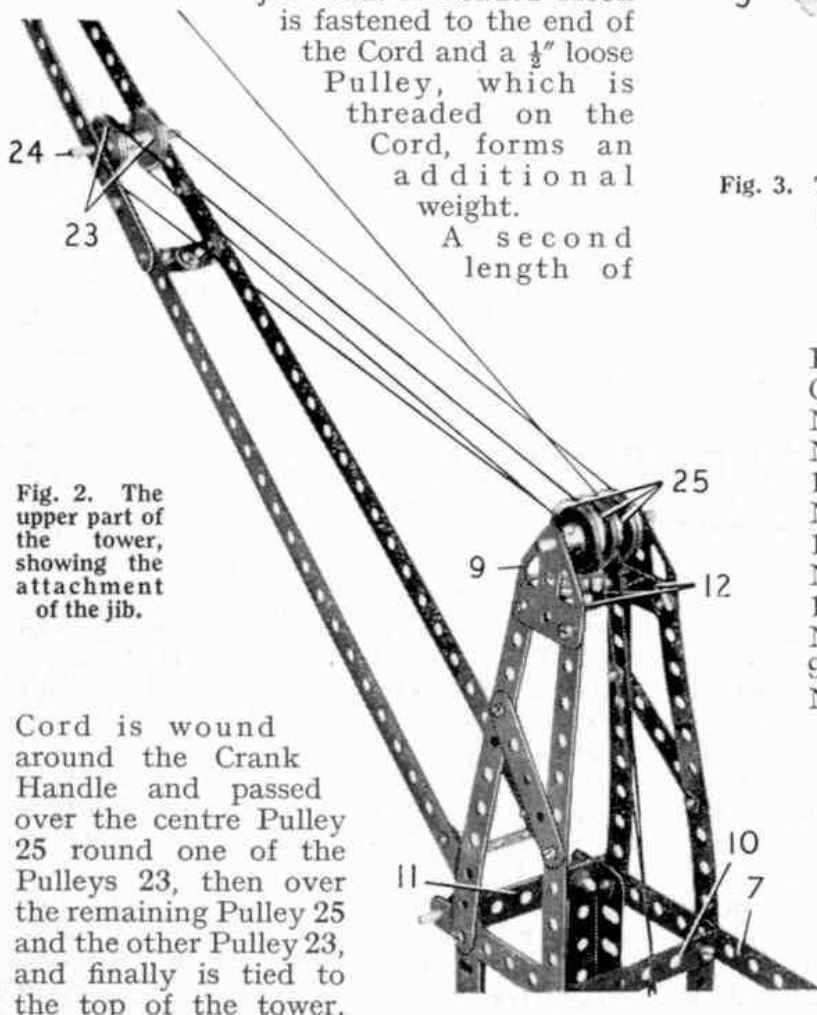 is fastened to the end of
the Cord and a ½" loose
Pulley, which is
threaded on the
Cord, forms an
additional
weight.
A second
length of
24
23
Fig. 3.
25
9
12
Fig. 2. The
upper part of
the tower,
showing the
attachment
of the jib.
Cord is wound
around the Crank
Handle and passed
over the centre Pulley
25 round one of the
Pulleys 23, then over
the remaining Pulley 25
and the other Pulley 23,
and finally is tied to
the top of the tower.
11
10
7